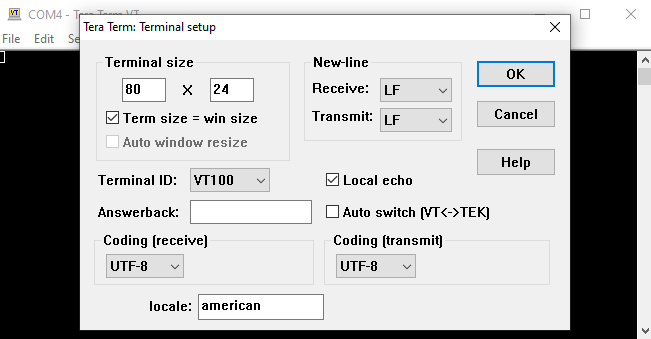 VT COM4 - Tera Term VT
Tera Term: Terminal setup
File Edit
Terminal size
80 X 24
Term size = win size
Auto window resize
New-line
Receive: LF
Transmit: LF
OK
Cancel
Help
Terminal ID: VT100
Local echo
Answerback:
Auto switch (VT<->TEK)
Coding (receive)
UTF-8
Coding (transmit)
UTF-8
locale: american